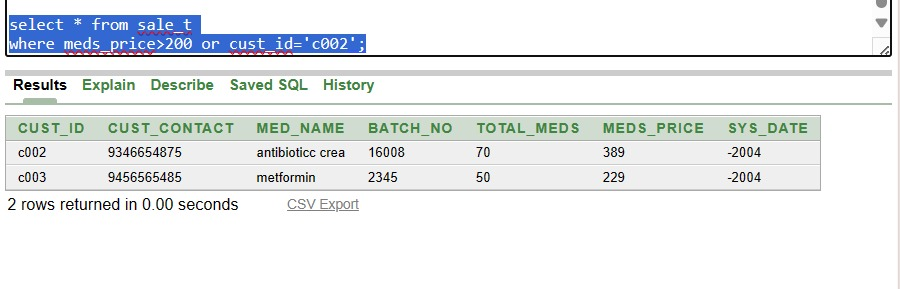 select * from sale_t
where meds_price>200 or cust_id='c002';
Results Explain Describe Saved SQL History
CUST_ID CUST_CONTACT MED_NAME BATCH_NO TOTAL_MEDS MEDS_PRICE SYS_DATE
c002 9346654875 antibioticc crea 16008 70 389 -2004
c003 9456565485 metformin 2345 50 229 -2004
2 rows returned in 0.00 seconds CSV Export